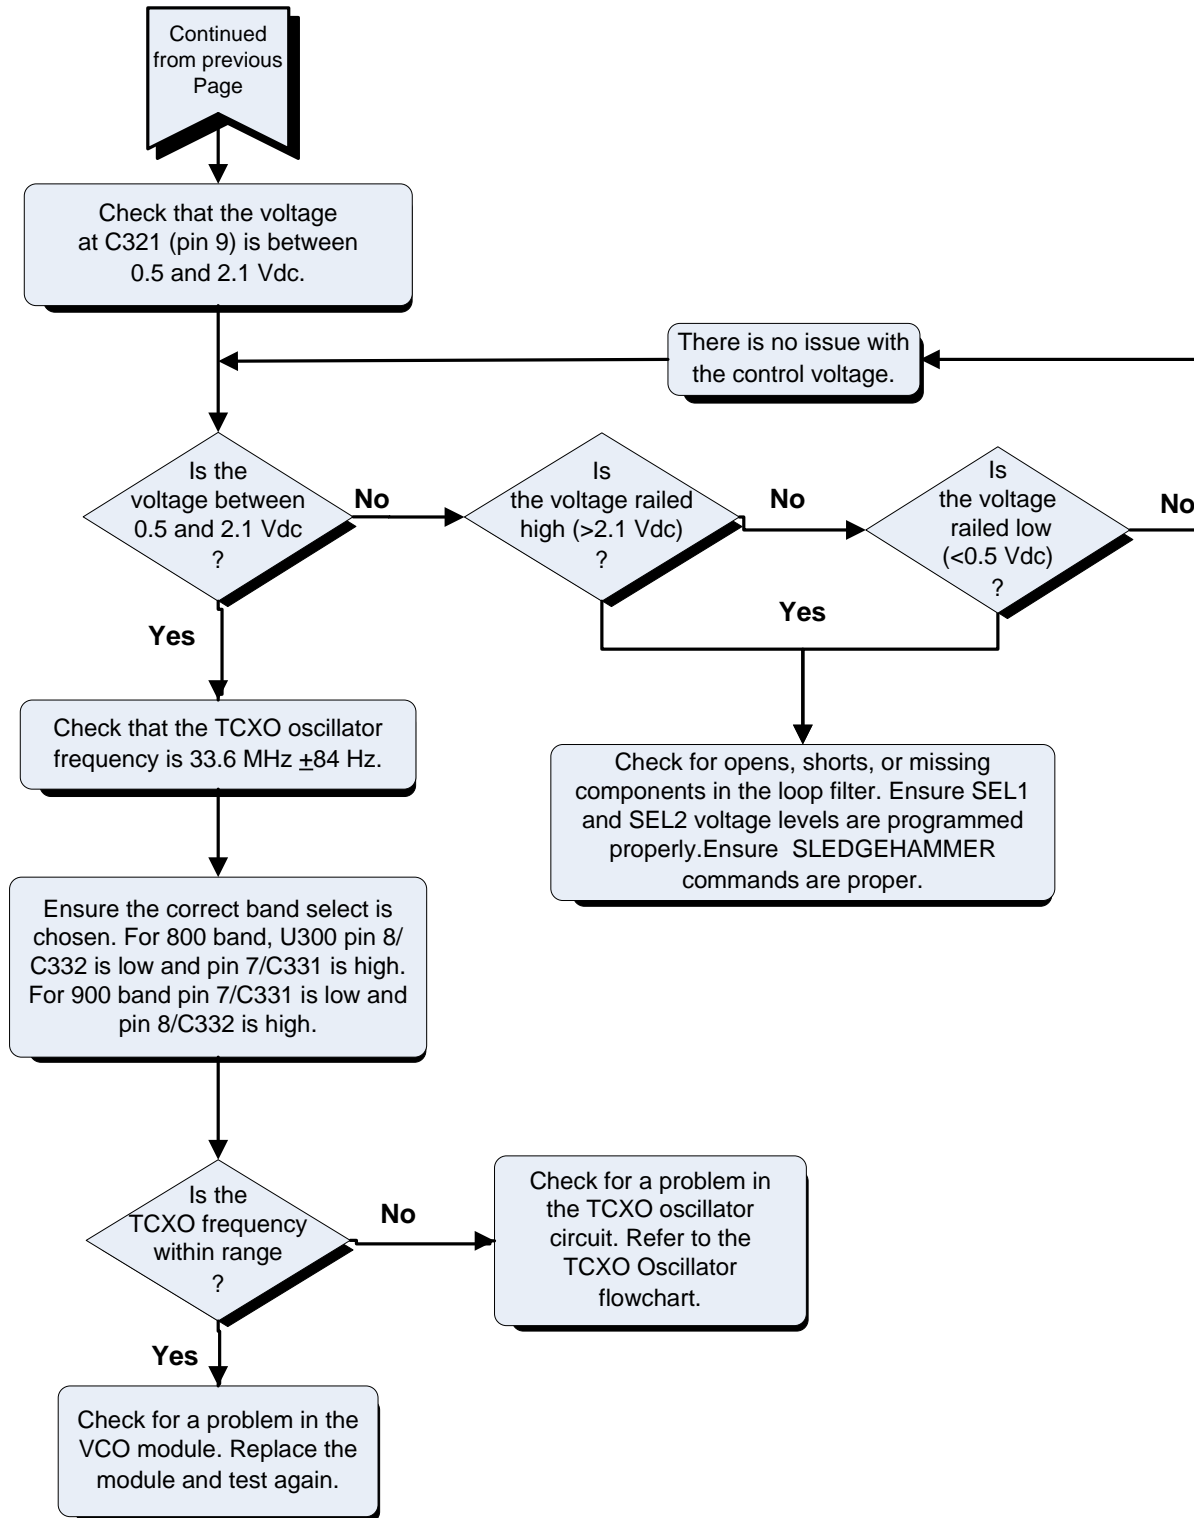 Continued
from previous
Page
Check that the voltage
at C321 (pin 9) is between
0.5 and 2.1 Vdc.
There is no issue with
the control voltage.
Is the
voltage between
0.5 and 2.1 Vdc
?
No
Is
the voltage railed
high (>2.1 Vdc)
?
No
Is
the voltage
railed low
(<0.5 Vdc)
?
No
Yes
Yes
Check that the TCXO oscillator
frequency is 33.6 MHz ±84 Hz.
Check for opens, shorts, or missing
components in the loop filter. Ensure SEL1
and SEL2 voltage levels are programmed
properly.Ensure SLEDGEHAMMER
commands are proper.
Ensure the correct band select is
chosen. For 800 band, U300 pin 8/
C332 is low and pin 7/C331 is high.
For 900 band pin 7/C331 is low and
pin 8/C332 is high.
Is the
TCXO frequency
within range
?
No
Check for a problem in
the TCXO oscillator
circuit. Refer to the
TCXO Oscillator
flowchart.
Yes
Check for a problem in the
VCO module. Replace the
module and test again.